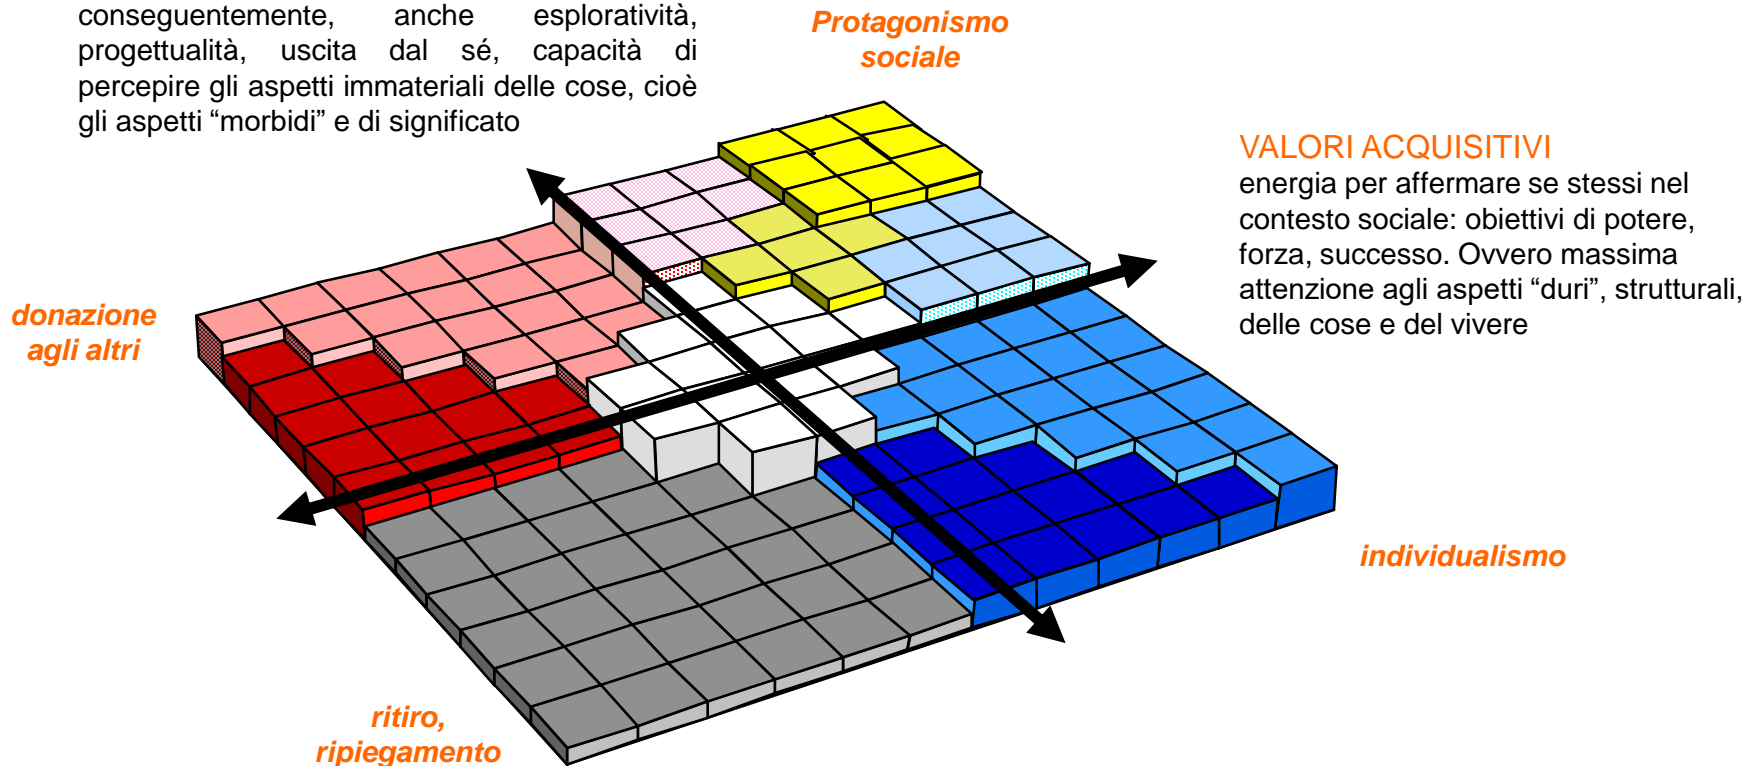 conseguentemente, anche esploratività,
progettualità, uscita dal sé, capacità di
percepire gli aspetti immateriali delle cose, cioè
gli aspetti “morbidi” e di significato
Protagonismo
sociale
VALORI ACQUISITIVI
energia per affermare se stessi nel
contesto sociale: obiettivi di potere,
forza, successo. Ovvero massima
attenzione agli aspetti “duri”, strutturali,
delle cose e del vivere
donazione
agli altri
individualismo
ritiro,
ripiegamento